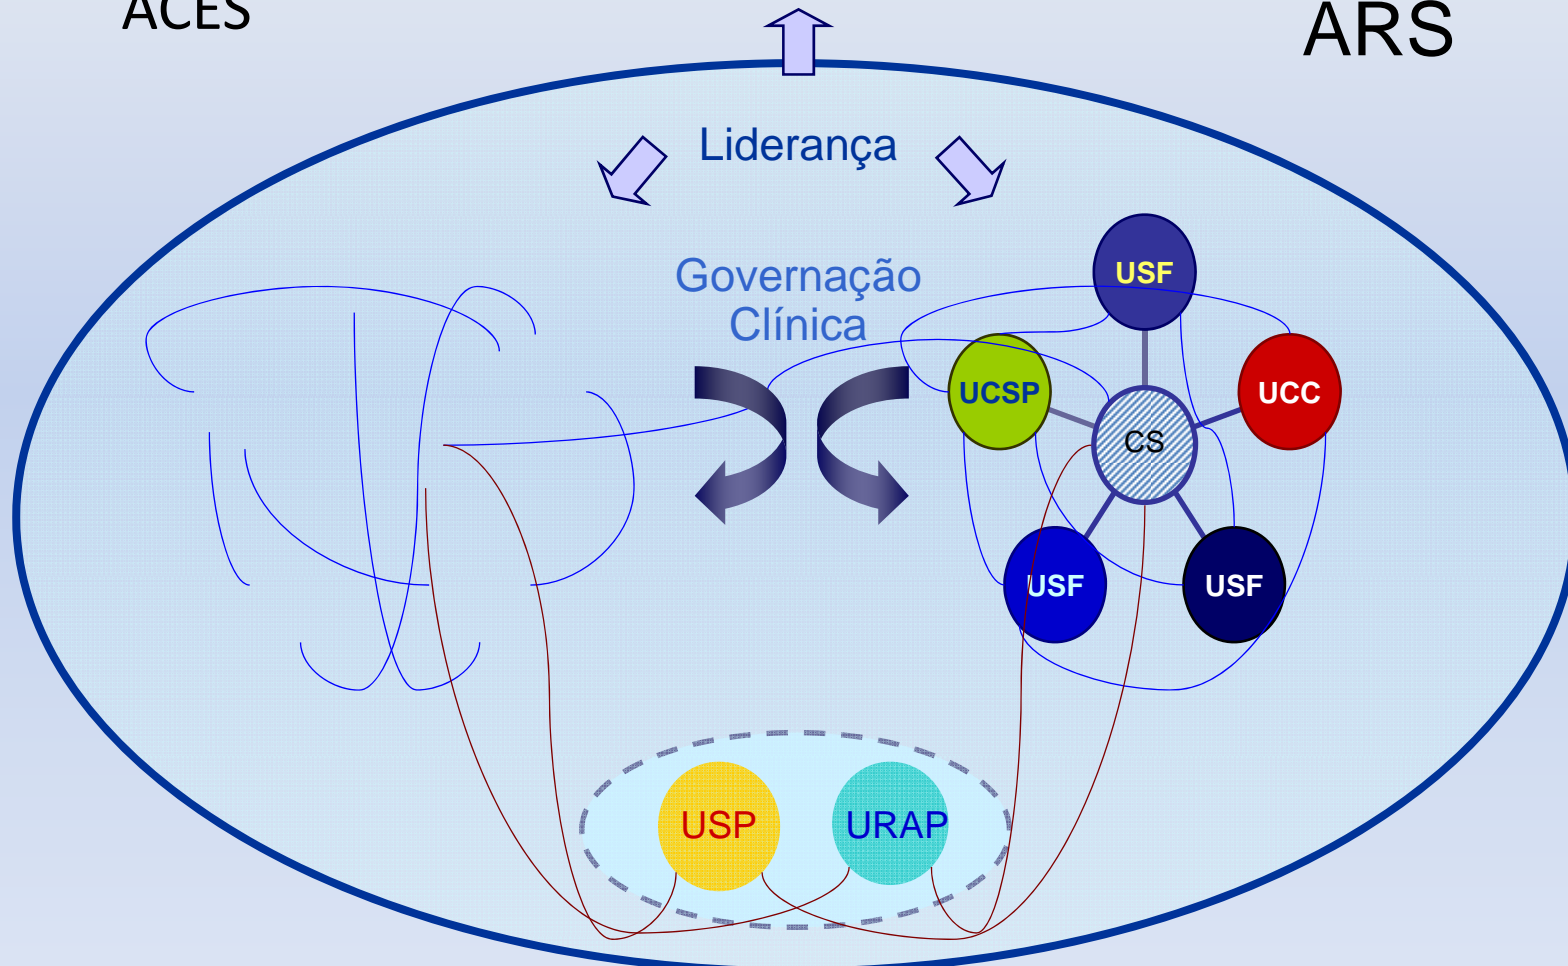 ACES
ARS
Liderança
Governação
Clínica
USF
UCSP
UCC
CS
USF
USF
USP
URAP